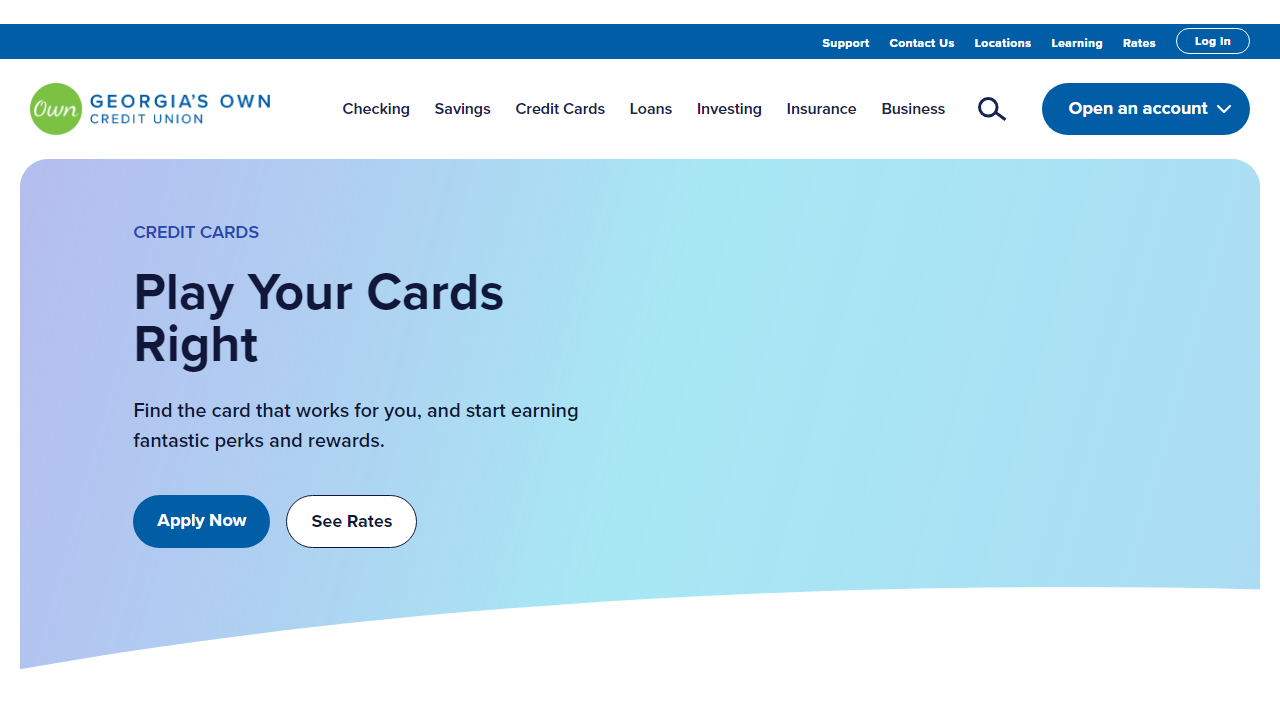 Support Contact Us Locations Learning Rates Log In
Own GEORGIA'S OWN
CREDIT UNION
Checking Savings Credit Cards Loans Investing Insurance Business Open an account
CREDIT CARDS
Play Your Cards
Right
Find the card that works for you, and start earning
fantastic perks and rewards.
Apply Now See Rates